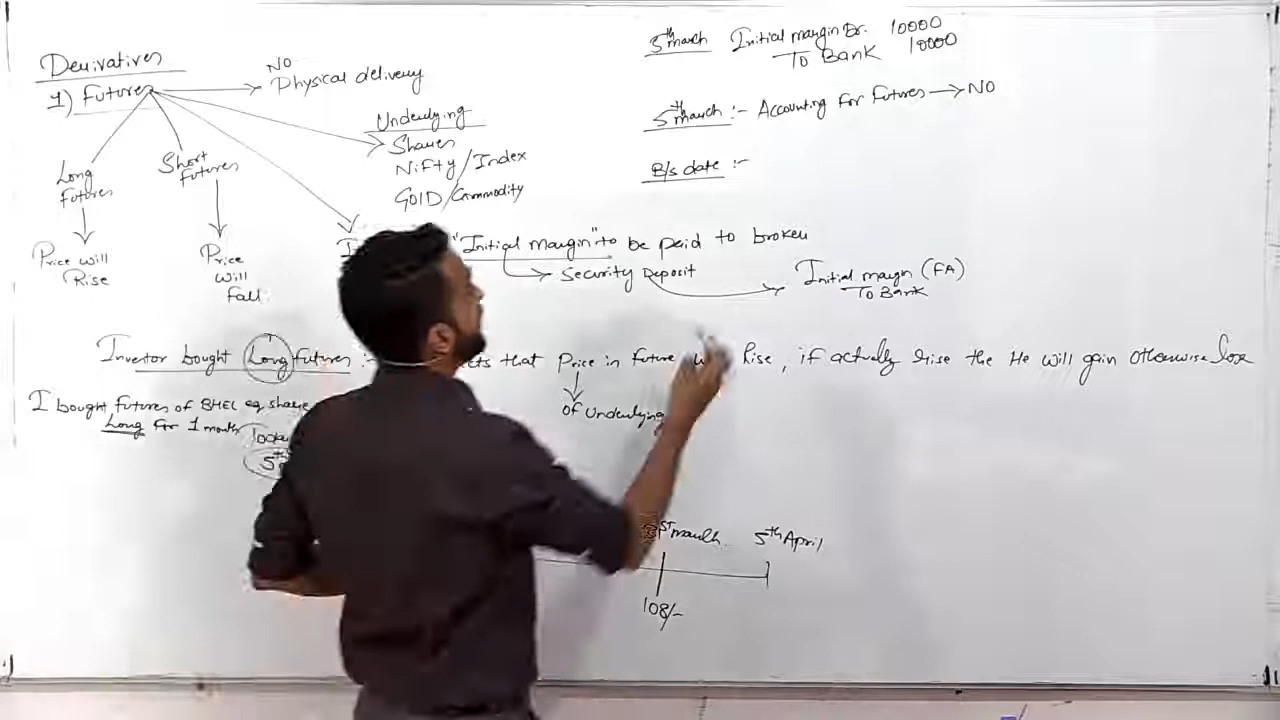 Derivatives
1) Futures
NO
Physical delivery
Underlying
Shares
Nifty/Index
GOLD/Commodity
Long
Futures
Short
Futures
Price will
Rise
Price
Will
Fall
"Initial margin" to be paid to broker
Security Deposit
Initial margin (FA)
To Bank
5th march Initial margin Dr. 10000
To Bank 10000
5th march :- Accounting for Futures → NO
B/s date :-
Investor bought Long futures :- that Price in future Rise, if actually rise the He will gain otherwise lose
of Underlying
I bought futures of BHEL eq share
Long For 1 month
5th
31st march
5th April
108/-